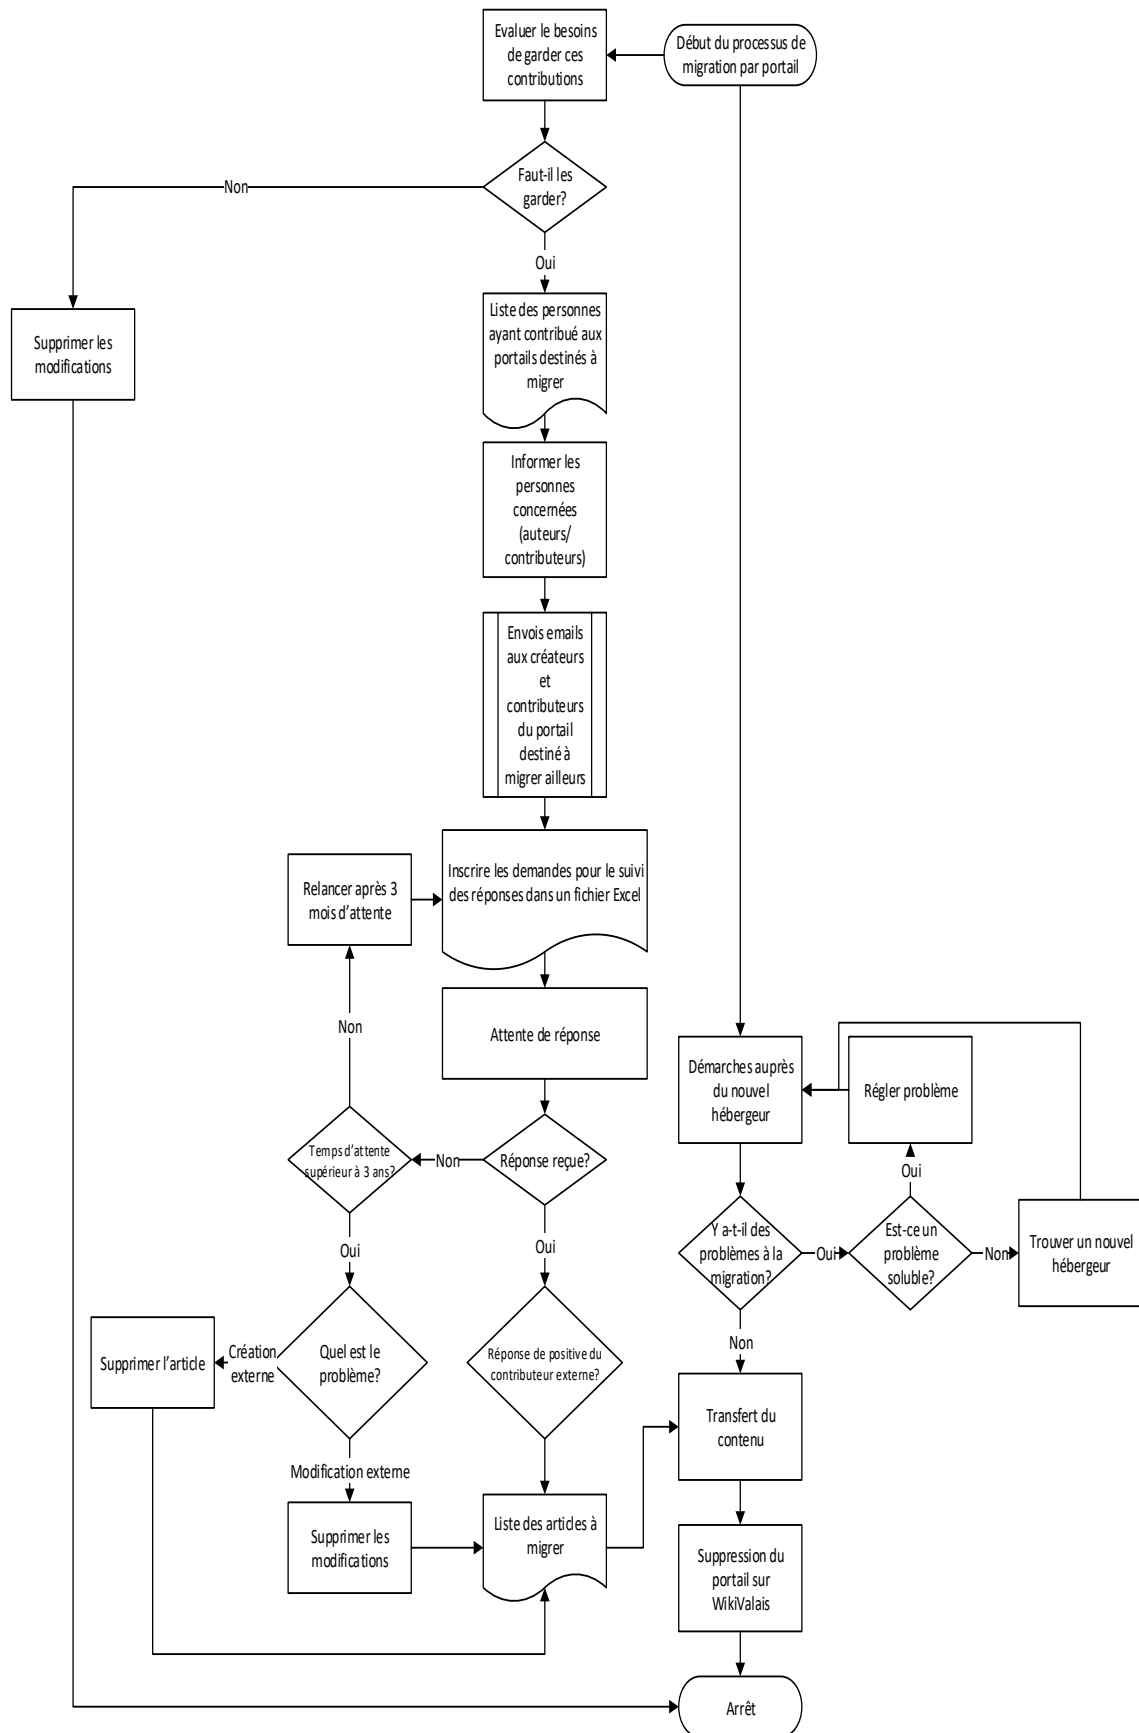 Evaluer le besoins
de garder ces
contributions
Début du processus de
migration par portail
Faut-il les
garder?
Non
Oui
Supprimer les
modifications
Liste des personnes
ayant contribué aux
portails destinés à
migrer
Informer les
personnes
concernées
(auteurs/
contributeurs)
Envois emails
aux créateurs
et
contributeurs
du portail
destiné à
migrer ailleurs
Relancer après 3
mois d'attente
Inscrire les demandes pour le suivi
des réponses dans un fichier Excel
Non
Attente de réponse
Démarches auprès
du nouvel
hébergeur
Régler problème
Temps d'attente
supérieur à 3 ans?
Non
Réponse reçue?
Oui
Y a-t-il des
problèmes à la
migration?
Oui
Est-ce un
problème
soluble?
Non
Trouver un nouvel
hébergeur
Oui
Oui
Non
Supprimer l'article
Création
externe
Quel est le
problème?
Réponse de positive du
contributeur externe?
Transfert du
contenu
Modification externe
Supprimer les
modifications
Liste des articles à
migrer
Suppression du
portail sur
WikiValais
Arrêt